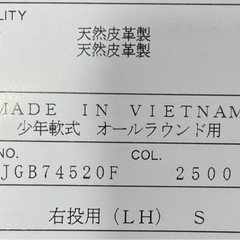 LITY
天然皮革製
天然皮革製
MADE IN VIETNAM
少年軟式 オールラウンド用
NO.
COL.
JGB74520F
2500
右投用(LH) S